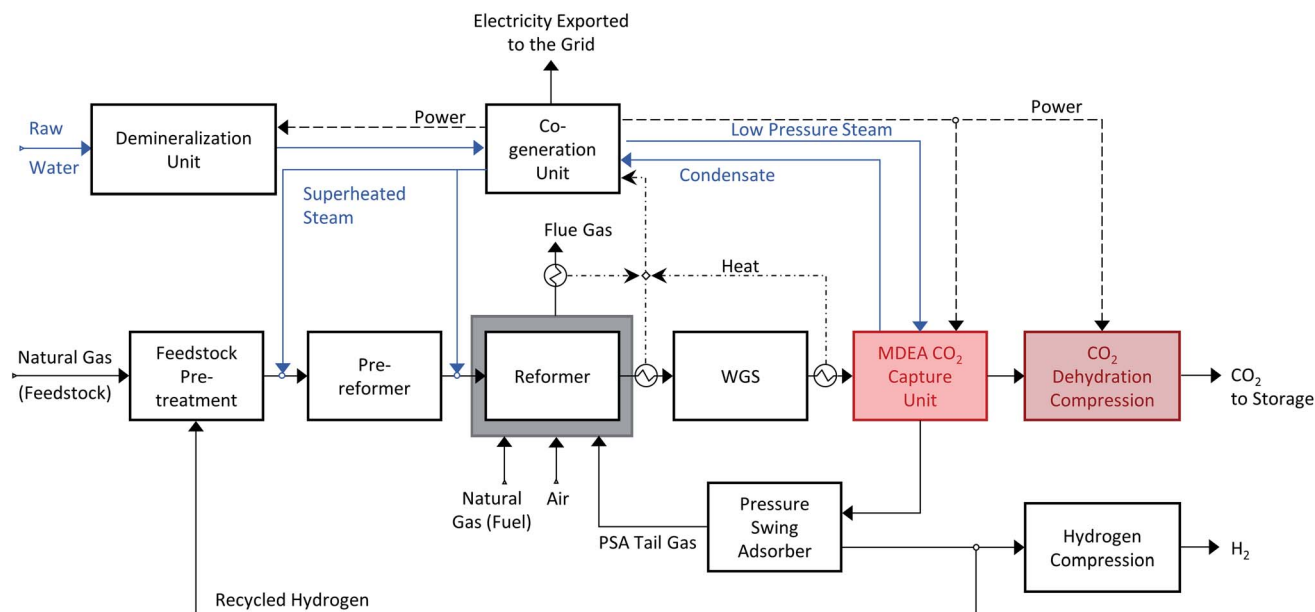 Electricity Exported
to the Grid
Raw
Water
Demineralization
Unit
Power
Co-
generation
Unit
Power
Low Pressure Steam
Condensate
Superheated
Steam
Flue Gas
Heat
Natural Gas
(Feedstock)
Feedstock
Pre-
treatment
Pre-
reformer
Reformer
WGS
MDEA CO₂
Capture
Unit
CO₂
Dehydration
Compression
CO₂
to Storage
Natural
Gas (Fuel)
Air
PSA Tail Gas
Pressure
Swing
Adsorber
Hydrogen
Compression
H₂
Recycled Hydrogen